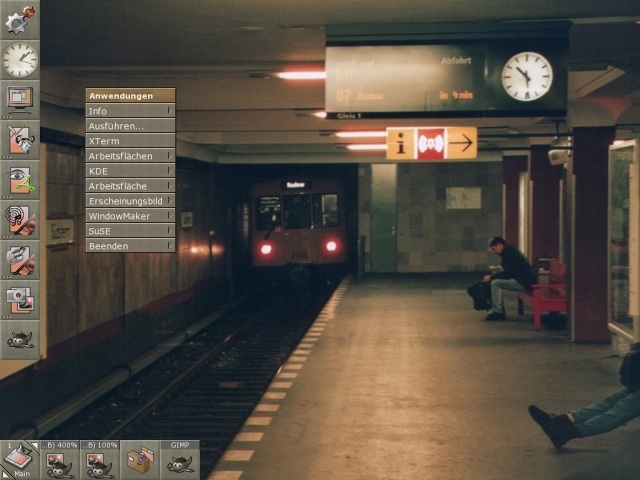 Anwendungen
Info
Ausführen...
XTerm
Arbeitsflächen
KDE
Arbeitsfläche
Erscheinungsbild
WindowMaker
SuSE
Beenden
Abfahrt
in 4 min
Gleis 1
i
1
Main
...B) 400%
...B) 100%
GIMP